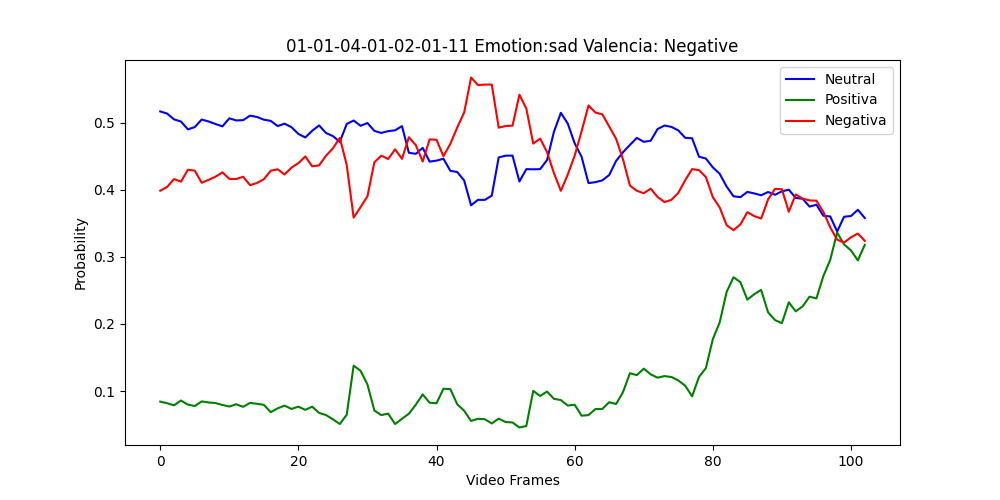 01-01-04-01-02-01-11 Emotion:sad Valencia: Negative
Neutral
Positiva
Negativa
0.5
0.4
0.3
0.2
0.1
Probability
0 20 40 60 80 100
Video Frames